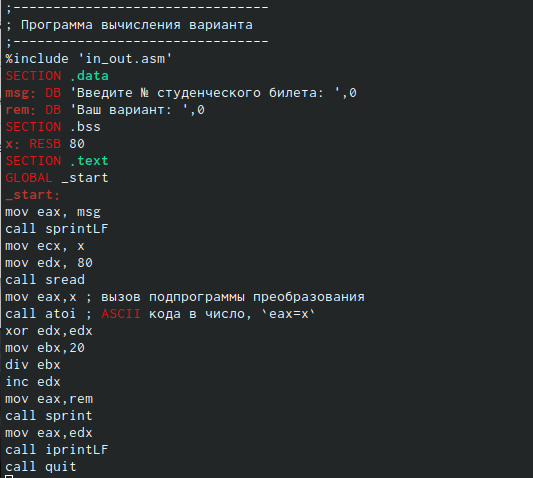 ;--------------------------------
; Программа вычисления варианта
;--------------------------------
%include 'in_out.asm'
SECTION .data
msg: DB 'Введите № студенческого билета: ',0
rem: DB 'Ваш вариант: ',0
SECTION .bss
x: RESB 80
SECTION .text
GLOBAL _start
_start:
mov eax, msg
call sprintLF
mov ecx, x
mov edx, 80
call sread
mov eax,x ; вызов подпрограммы преобразования
call atoi ; ASCII кода в число, `eax=x`
xor edx,edx
mov ebx,20
div ebx
inc edx
mov eax,rem
call sprint
mov eax,edx
call iprintLF
call quit